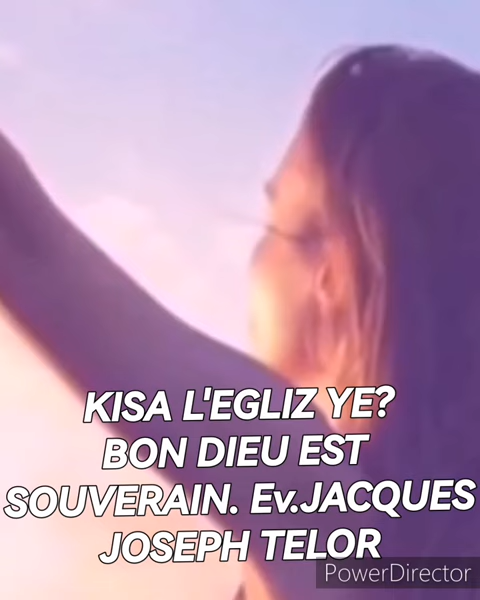 KISA L'EGLIZ YE?
BON DIEU EST
SOUVERAIN. Ev.JACQUES
JOSEPH TELOR
PowerDirector